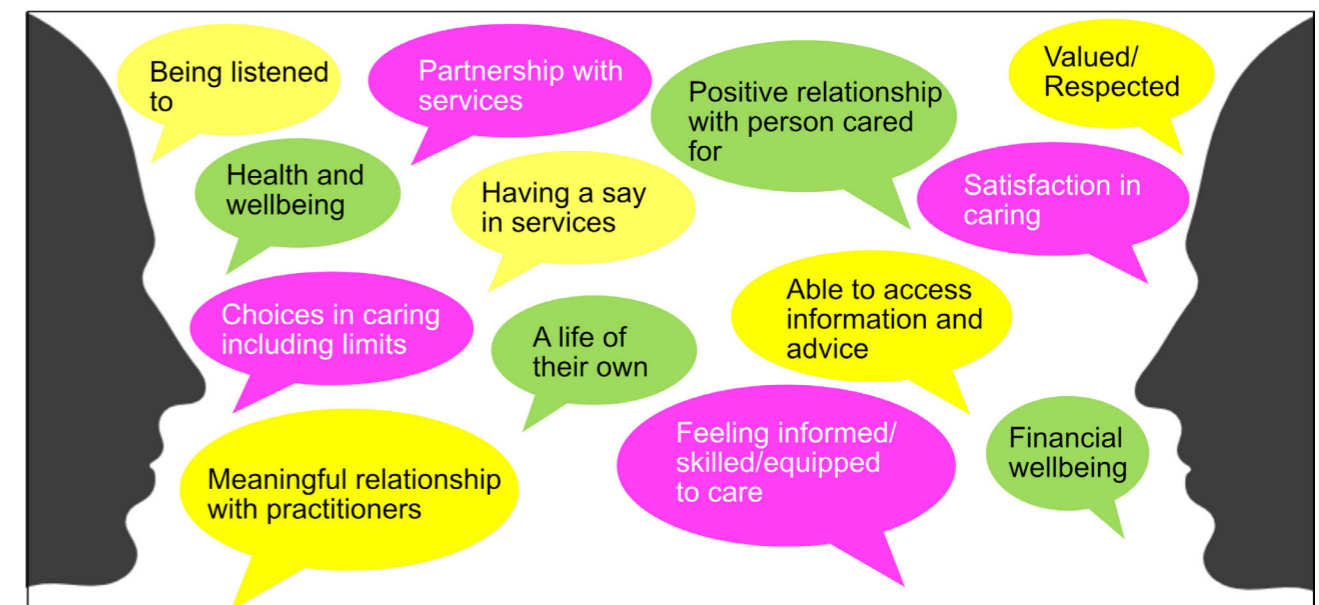 Being listened
to
Partnership with
services
Positive relationship
with person cared
for
Valued/
Respected
Health and
wellbeing
Having a say
in services
Satisfaction in
caring
Choices in caring
including limits
A life of
their own
Able to access
information and
advice
Meaningful relationship
with practitioners
Feeling informed/
skilled/equipped
to care
Financial
wellbeing